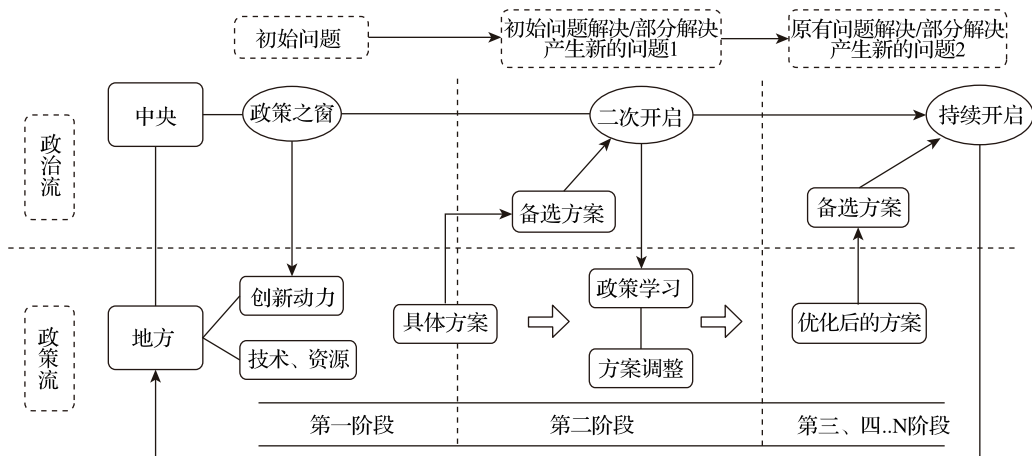 初始问题
初始问题解决/部分解决
产生新的问题1
原有问题解决/部分解决
产生新的问题2
政治流
中央
政策之窗
二次开启
持续开启
备选方案
备选方案
政策流
地方
创新动力
技术、资源
具体方案
政策学习
方案调整
优化后的方案
第一阶段
第二阶段
第三、四..N阶段